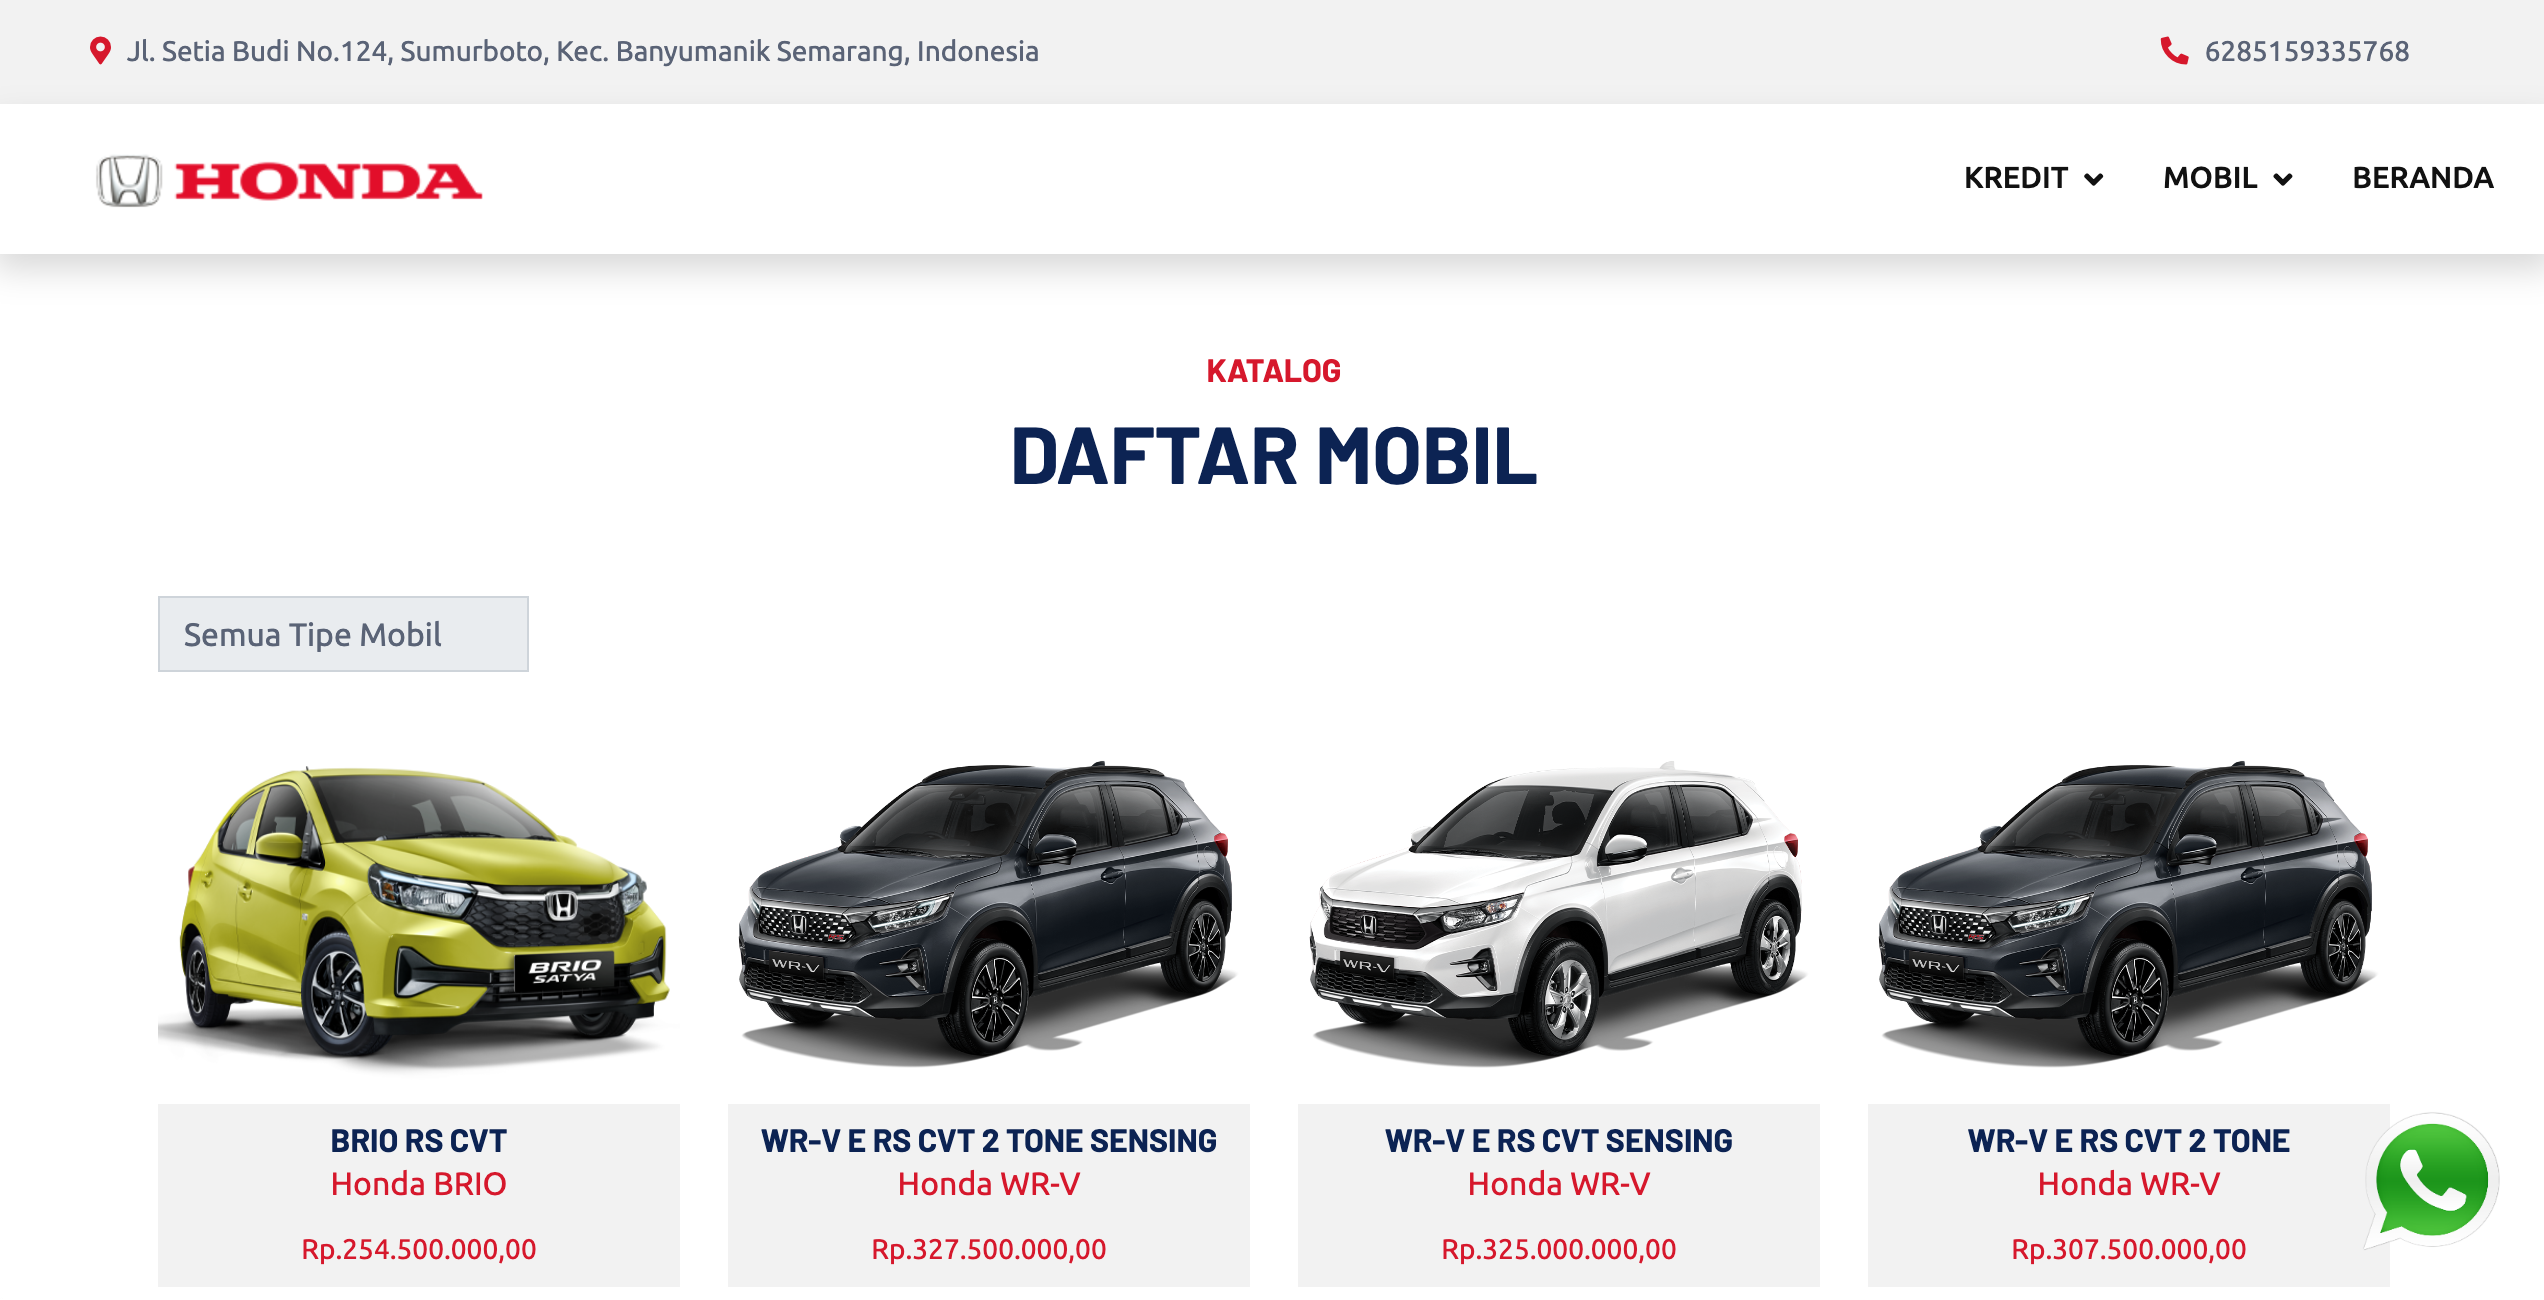 Jl. Setia Budi No.124, Sumurboto, Kec. Banyumanik Semarang, Indonesia
6285159335768
HONDA
KREDIT
MOBIL
BERANDA
KATALOG
DAFTAR MOBIL
Semua Tipe Mobil
BRIO
SATYA
WR-V
WR-V
WR-V
BRIO RS CVT
Honda BRIO
Rp.254.500.000,00
WR-V E RS CVT 2 TONE SENSING
Honda WR-V
Rp.327.500.000,00
WR-V E RS CVT SENSING
Honda WR-V
Rp.325.000.000,00
WR-V E RS CVT 2 TONE
Honda WR-V
Rp.307.500.000,00